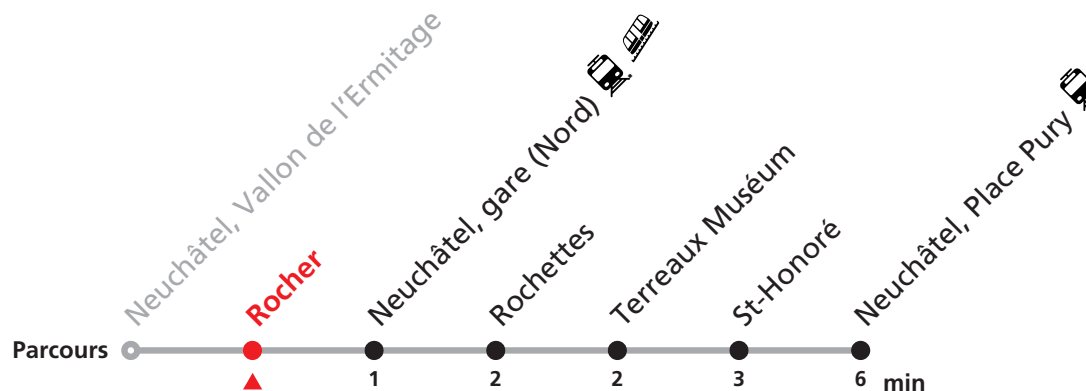 Neuchâtel, Vallon de l'Ermitage
Rocher
Neuchâtel, gare (Nord)
Rochettes
Terreaux Muséum
St-Honoré
Neuchâtel, Place Pury
Parcours
1 2 2 3 6 min